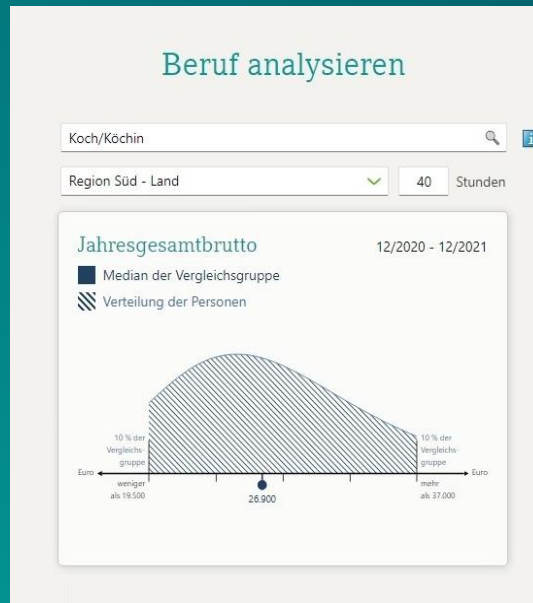 Beruf analysieren
Koch/Köchin
Region Süd - Land
40 Stunden
Jahresgesamtbrutto
12/2020 - 12/2021
Median der Vergleichsgruppe
Verteilung der Personen
10 % der
Vergleichs-
gruppe
10 % der
Vergleichs-
gruppe
Euro
Euro
weniger
als 19.500
26.900
mehr
als 37.000